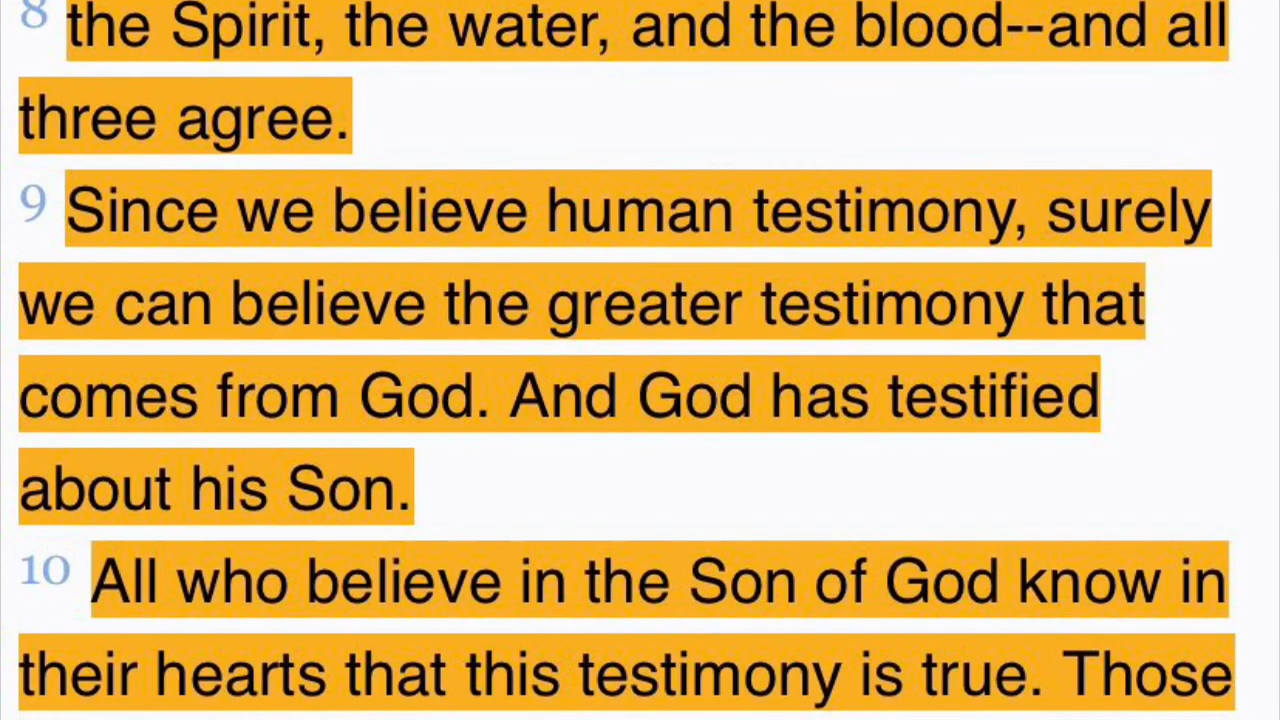 8 the Spirit, the water, and the blood--and all
three agree.
9 Since we believe human testimony, surely
we can believe the greater testimony that
comes from God. And God has testified
about his Son.
10 All who believe in the Son of God know in
their hearts that this testimony is true. Those